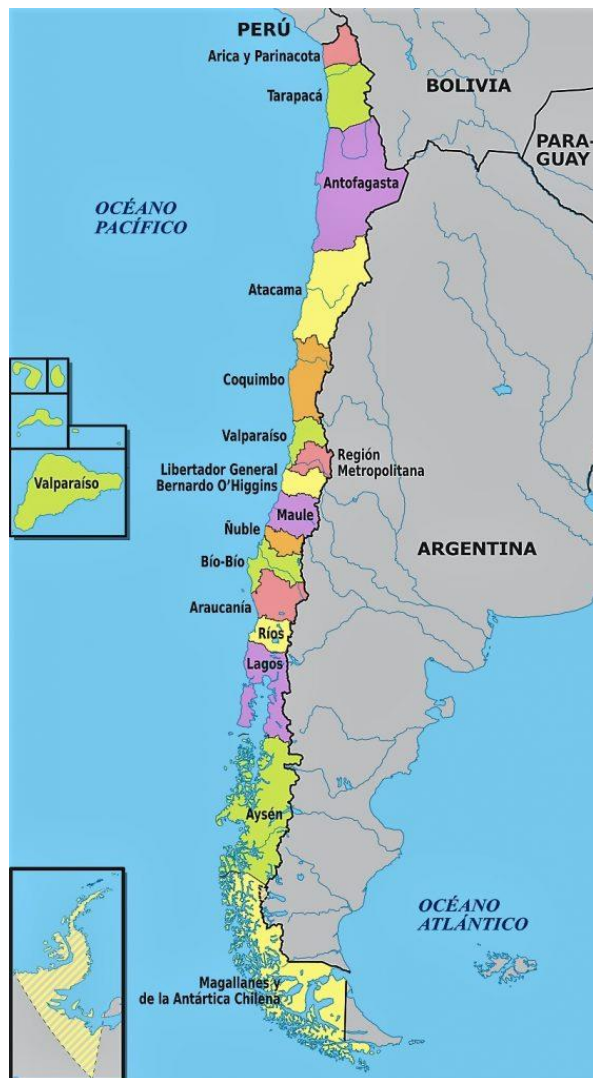 PERÚ
Arica y Parinacota
BOLIVIA
Tarapacá
PARA-
GUAY
Antofagasta
OCÉANO
PACÍFICO
Atacama
Coquimbo
Valparaíso
Región
Metropolitana
Libertador General
Bernardo O'Higgins
Valparaíso
Maule
Ñuble
ARGENTINA
Bío-Bío
Araucanía
Ríos
Lagos
Aysén
OCÉANO
ATLÁNTICO
Magallanes y
de la Antártica Chilena